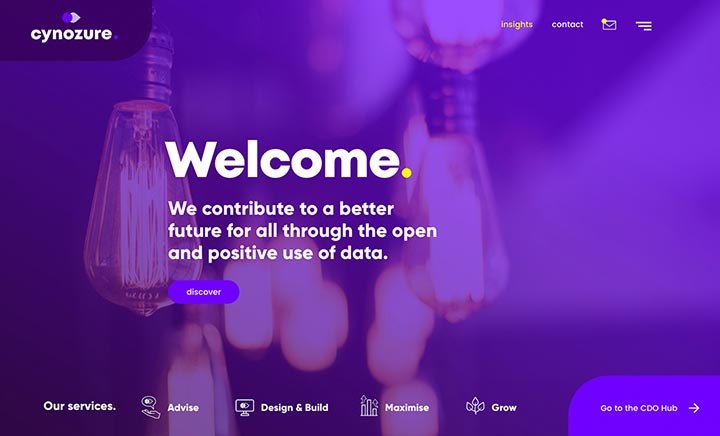 cynozure.
insights
contact
Welcome.
We contribute to a better
future for all through the open
and positive use of data.
discover
Our services.
Advise
Design & Build
Maximise
Grow
Go to the CDO Hub